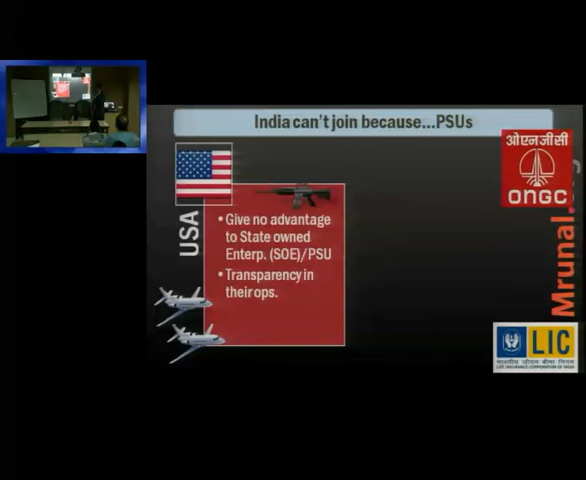 India can't join because...PSUs
USA
• Give no advantage
to State owned
Enterp. (SOE)/PSU
• Transparency in
their ops.
ओएनजीसी
ONGC
Mrunal.
LIC
भारतीय जीवन बीमा निगम
LIFE INSURANCE CORPORATION OF INDIA